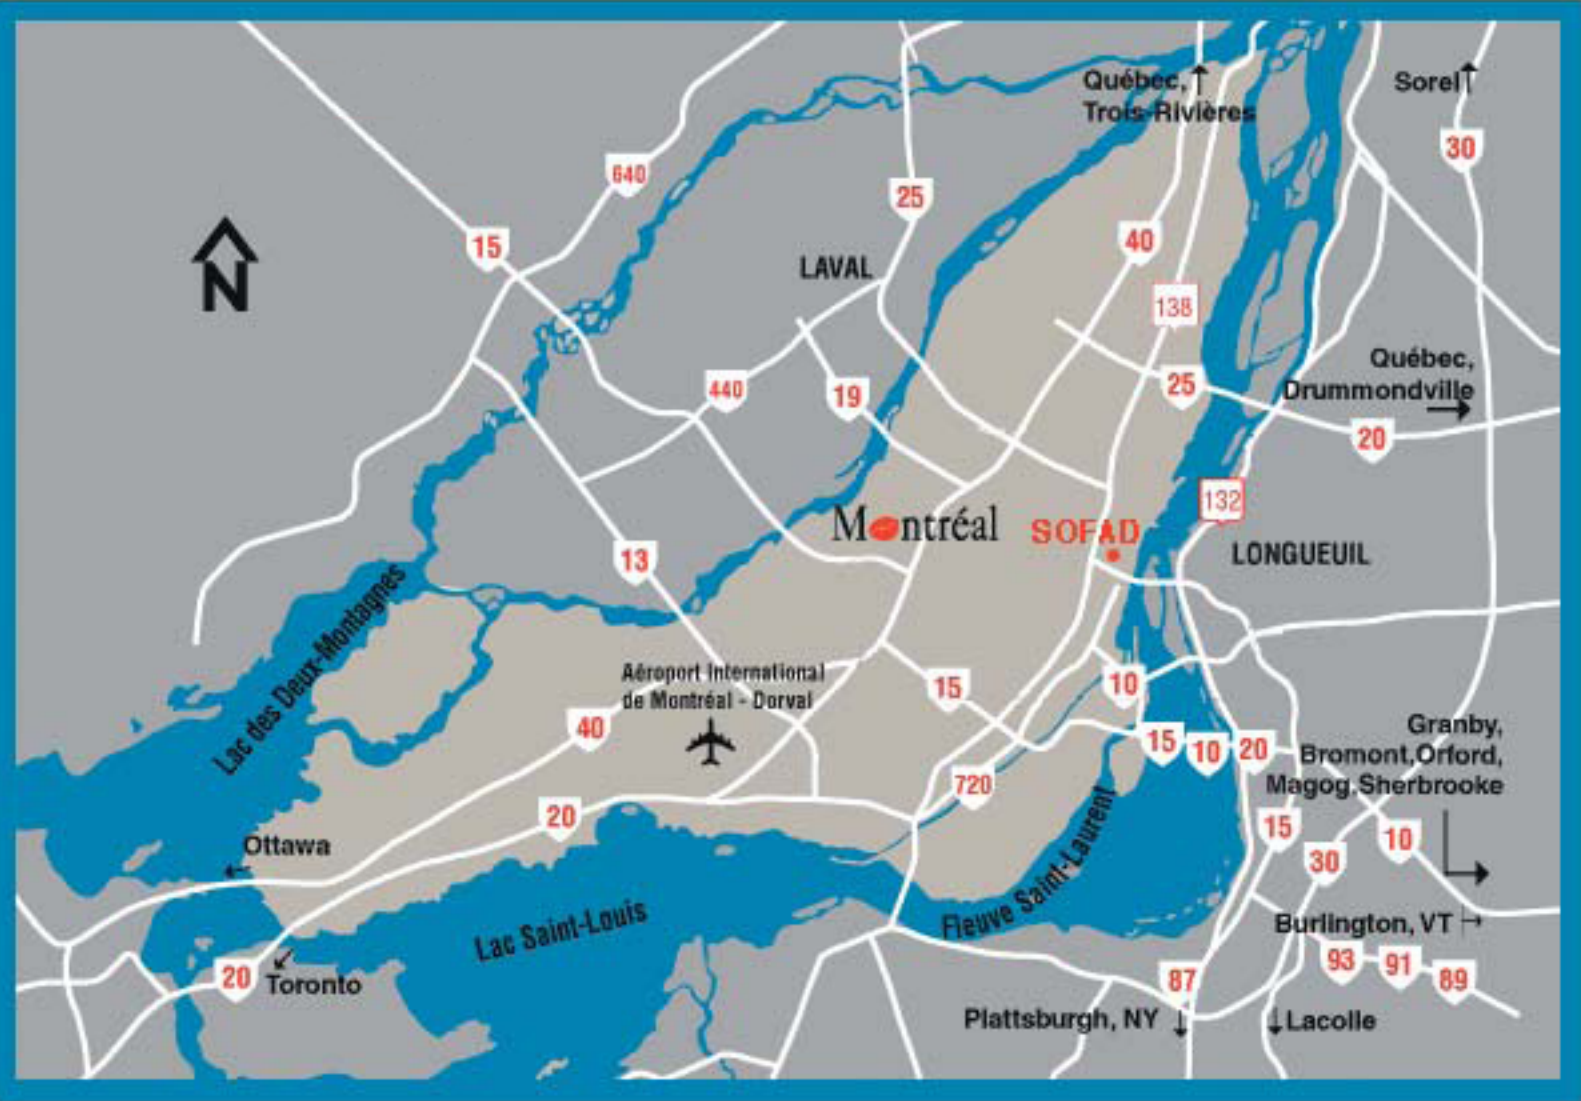 Québec,
Trois-Rivières
Sorel
30
640
25
15
40
LAVAL
N
138
Québec,
Drummondville
440
19
25
20
132
Montréal
SOFAD
LONGUEUIL
13
Lac des Deux-Montagnes
Aéroport International
de Montréal - Dorval
15
10
40
Granby,
Bromont,Orford,
Magog,Sherbrooke
15
10
20
720
20
Fleuve Saint-Laurent
15
10
30
Ottawa
Lac Saint-Louis
Burlington, VT
93
91
89
20
Toronto
87
Plattsburgh, NY
Lacolle